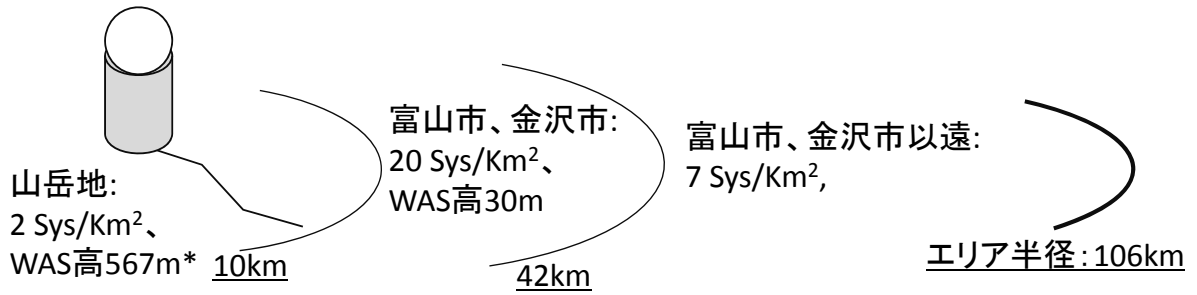 山岳地:
2 Sys/Km²、
WAS高567m*
10km
富山市、金沢市:
20 Sys/Km²、
WAS高30m
42km
富山市、金沢市以遠:
7 Sys/Km²,
エリア半径：106km